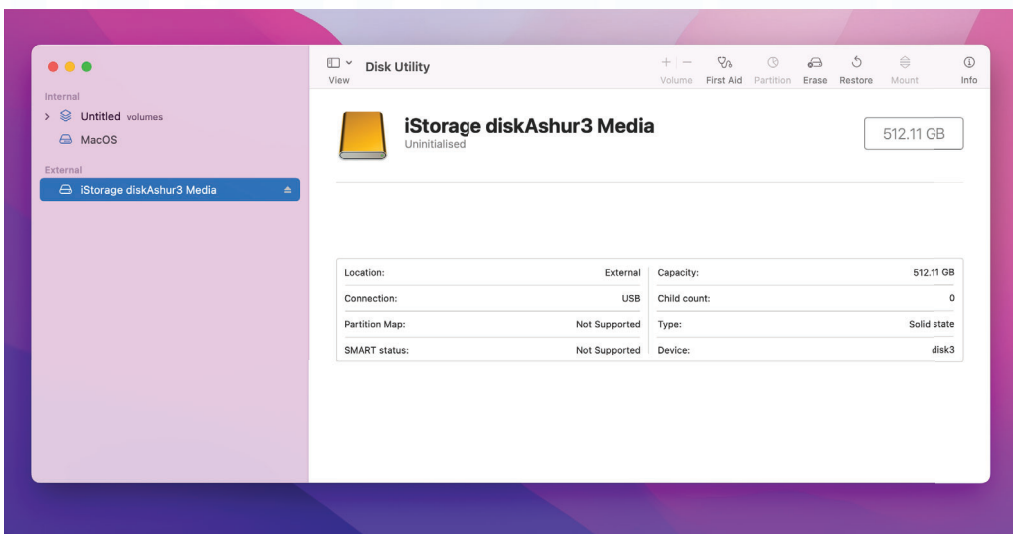 Disk Utility
View
Volume First Aid Partition Erase Restore Mount Info
Internal
Untitled volumes
MacOS
External
iStorage diskAshur3 Media
iStorage diskAshur3 Media
Uninitialised
512.11 GB
Location: External Capacity: 512.11 GB
Connection: USB Child count: 0
Partition Map: Not Supported Type: Solid state
SMART status: Not Supported Device: disk3